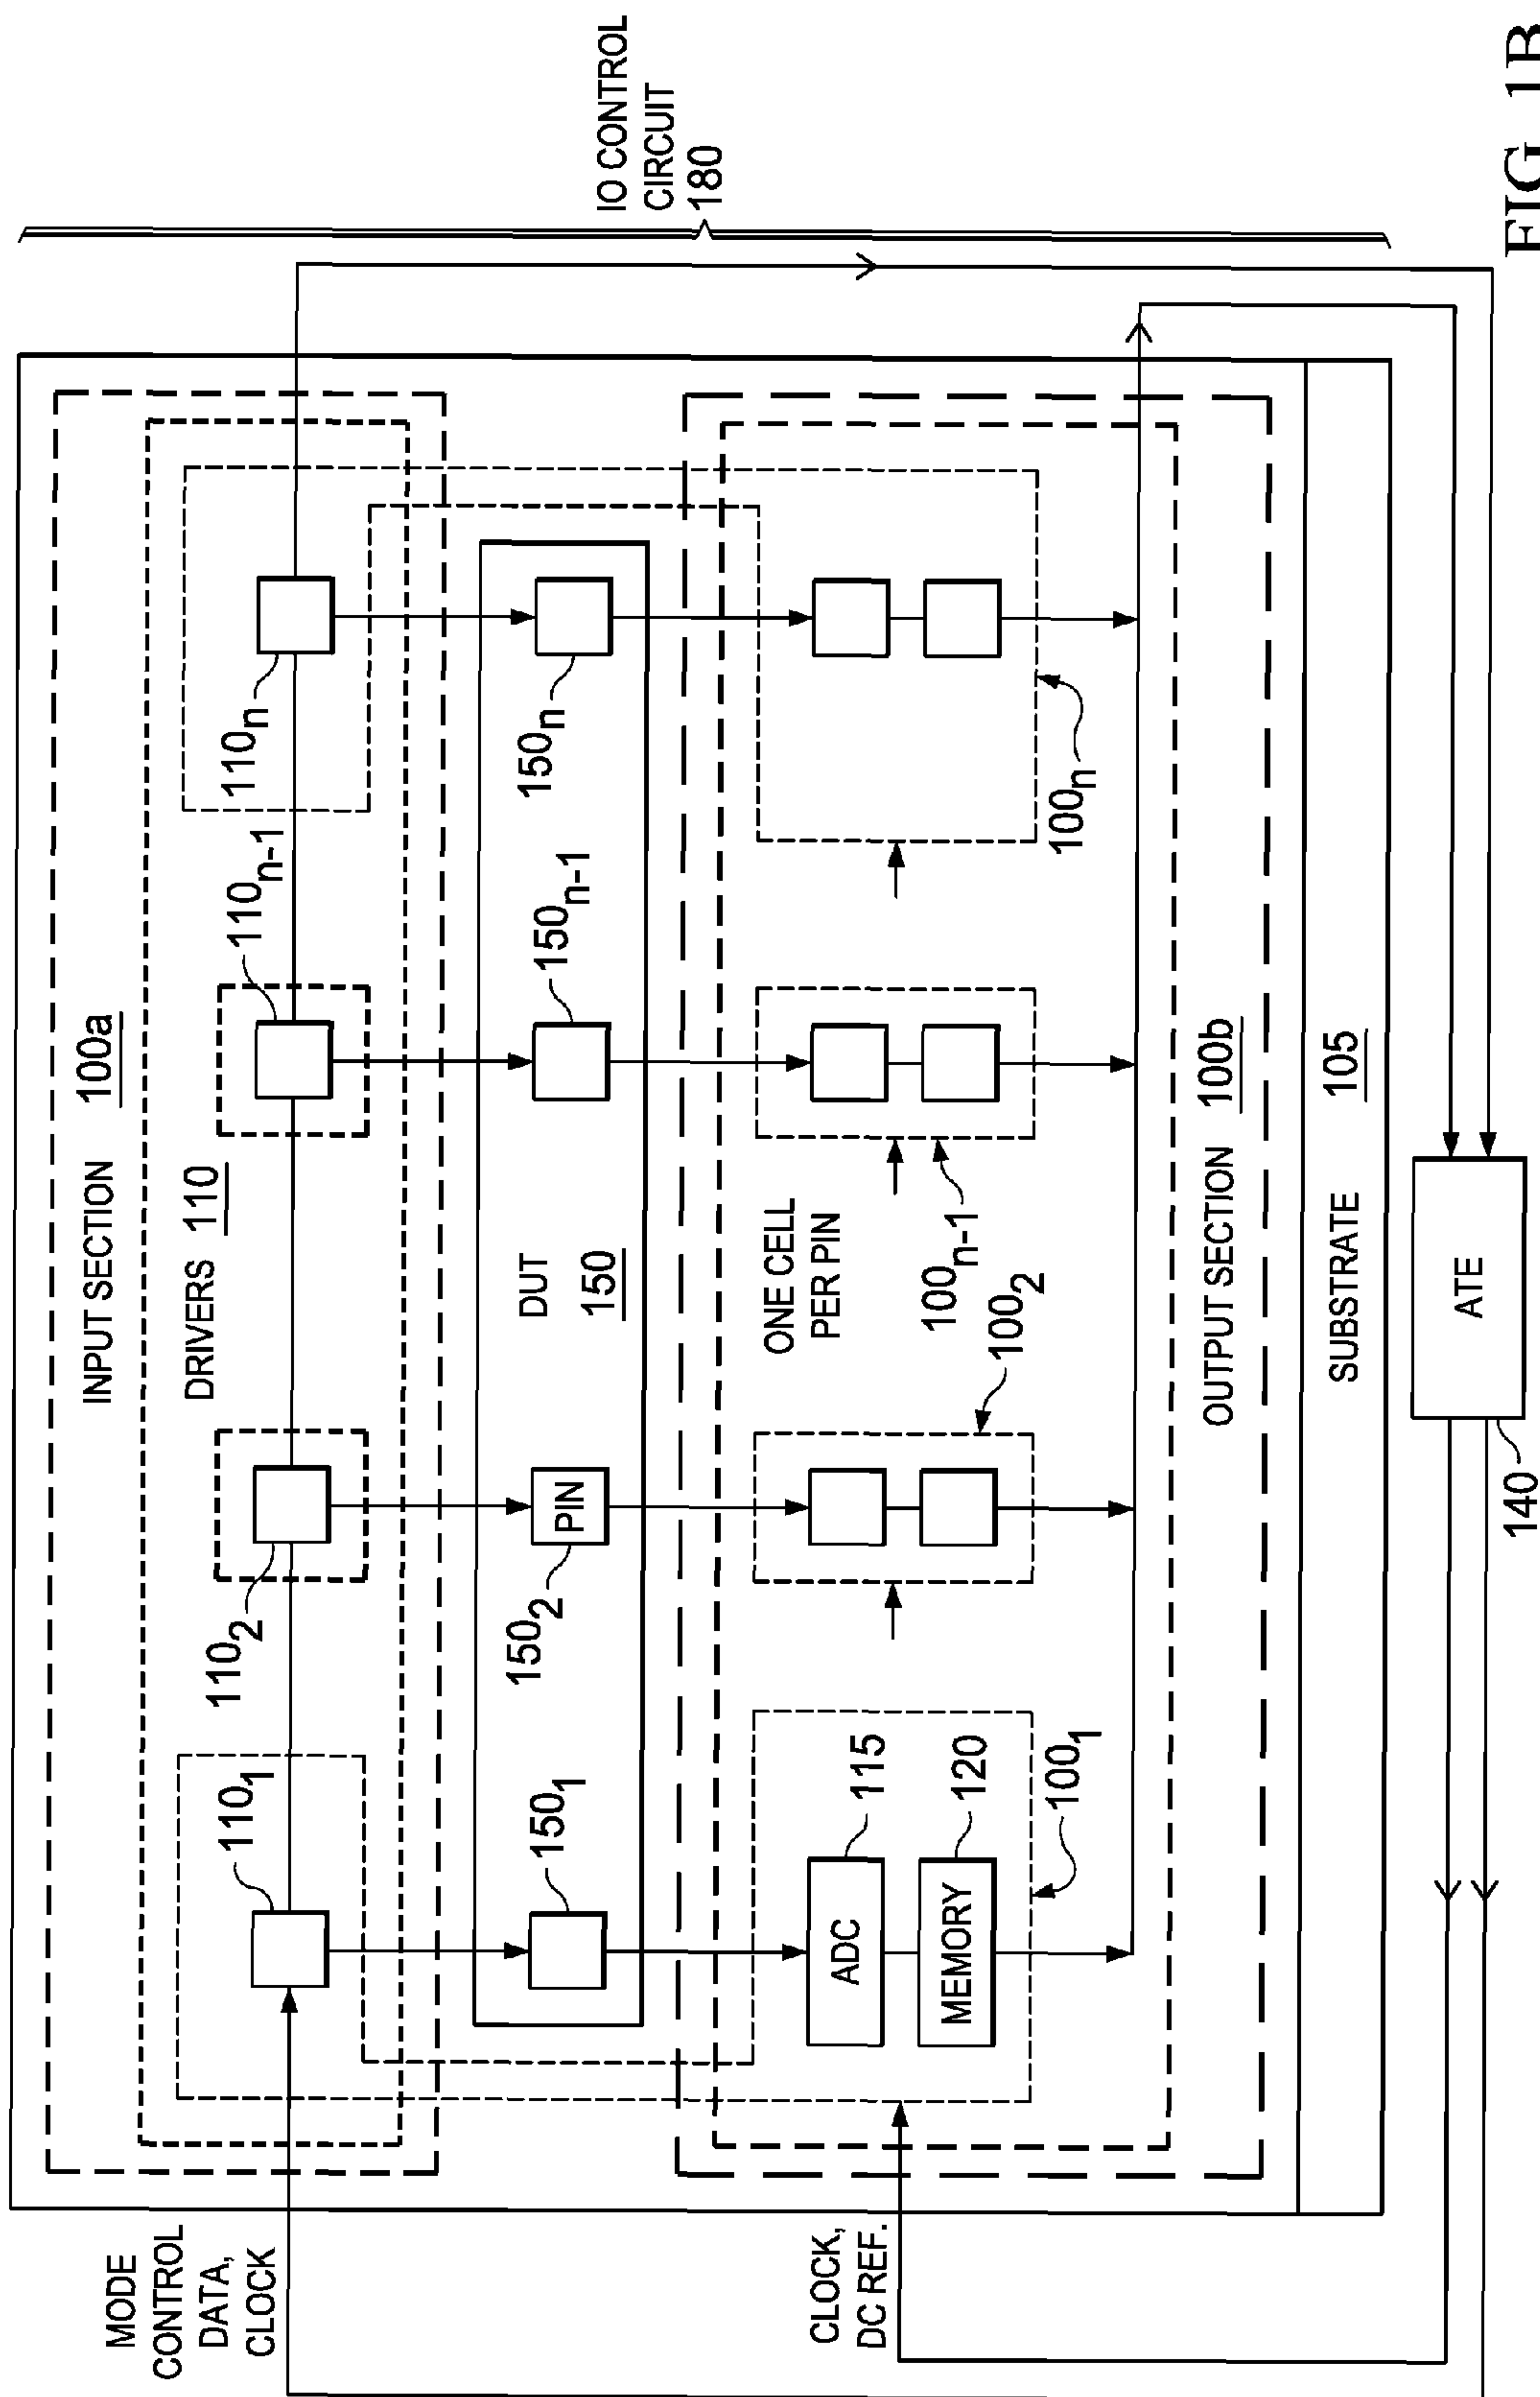 MODE
CONTROL
DATA,
CLOCK
INPUT SECTION 100a
DRIVERS 110
110₁
110₂
110ₙ₋₁
110ₙ
IO CONTROL
CIRCUIT
180
150₁
150₂
PIN
DUT
150
150ₙ₋₁
150ₙ
CLOCK,
DC REF.
ADC
115
MEMORY
120
100₁
ONE CELL
PER PIN
100₂
100ₙ₋₁
100ₙ
OUTPUT SECTION 100b
SUBSTRATE 105
ATE
140
FIG. 1B